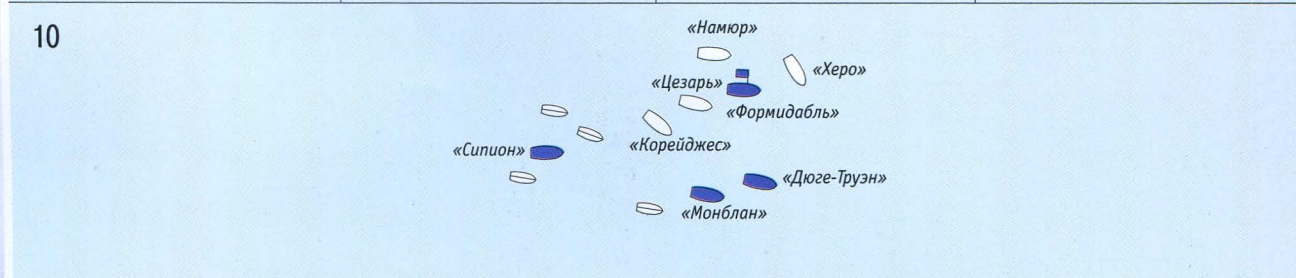 10
«Намюр»
«Херо»
«Цезарь»
«Формидабль»
«Корейджес»
«Сипион»
«Дюге-Труэн»
«Монблан»